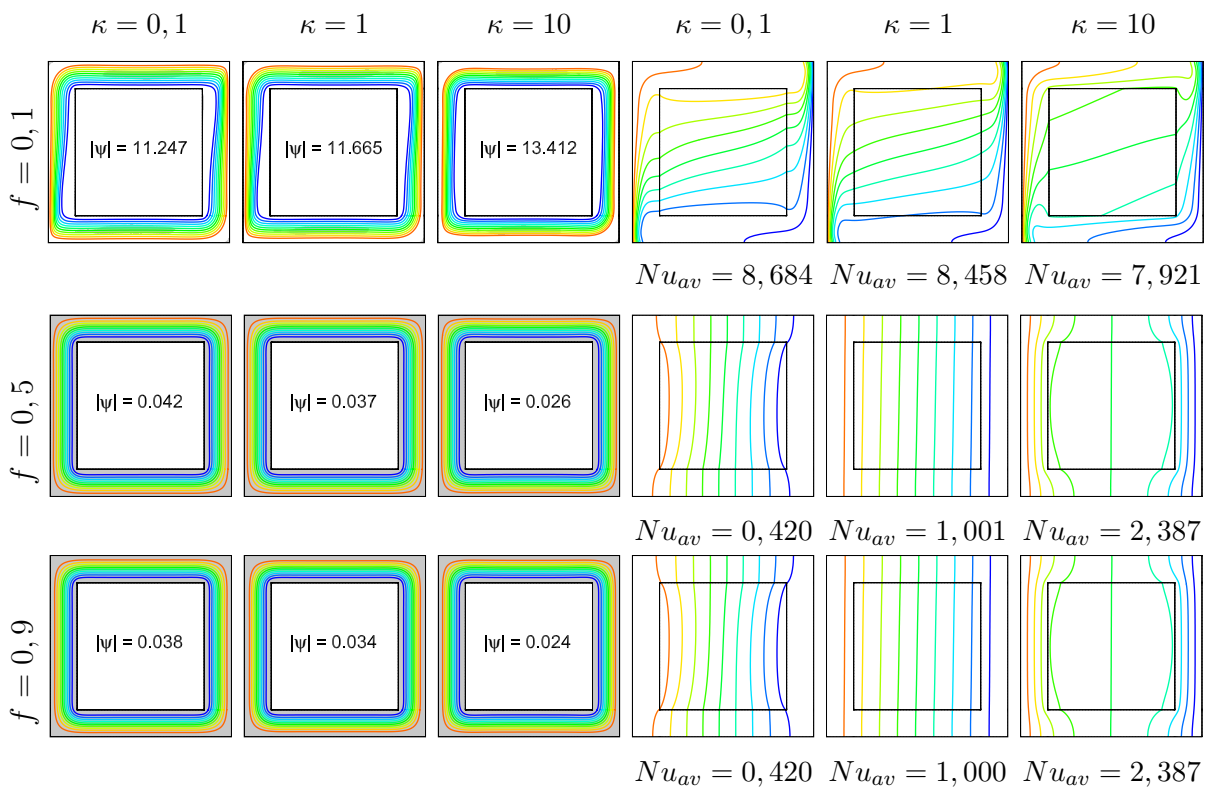 κ = 0, 1 κ = 1 κ = 10 κ = 0, 1 κ = 1 κ = 10
f = 0, 1
|ψ| = 11.247 |ψ| = 11.665 |ψ| = 13.412
Nu_av = 8, 684 Nu_av = 8, 458 Nu_av = 7, 921
f = 0, 5
|ψ| = 0.042 |ψ| = 0.037 |ψ| = 0.026
Nu_av = 0, 420 Nu_av = 1, 001 Nu_av = 2, 387
f = 0, 9
|ψ| = 0.038 |ψ| = 0.034 |ψ| = 0.024
Nu_av = 0, 420 Nu_av = 1, 000 Nu_av = 2, 387